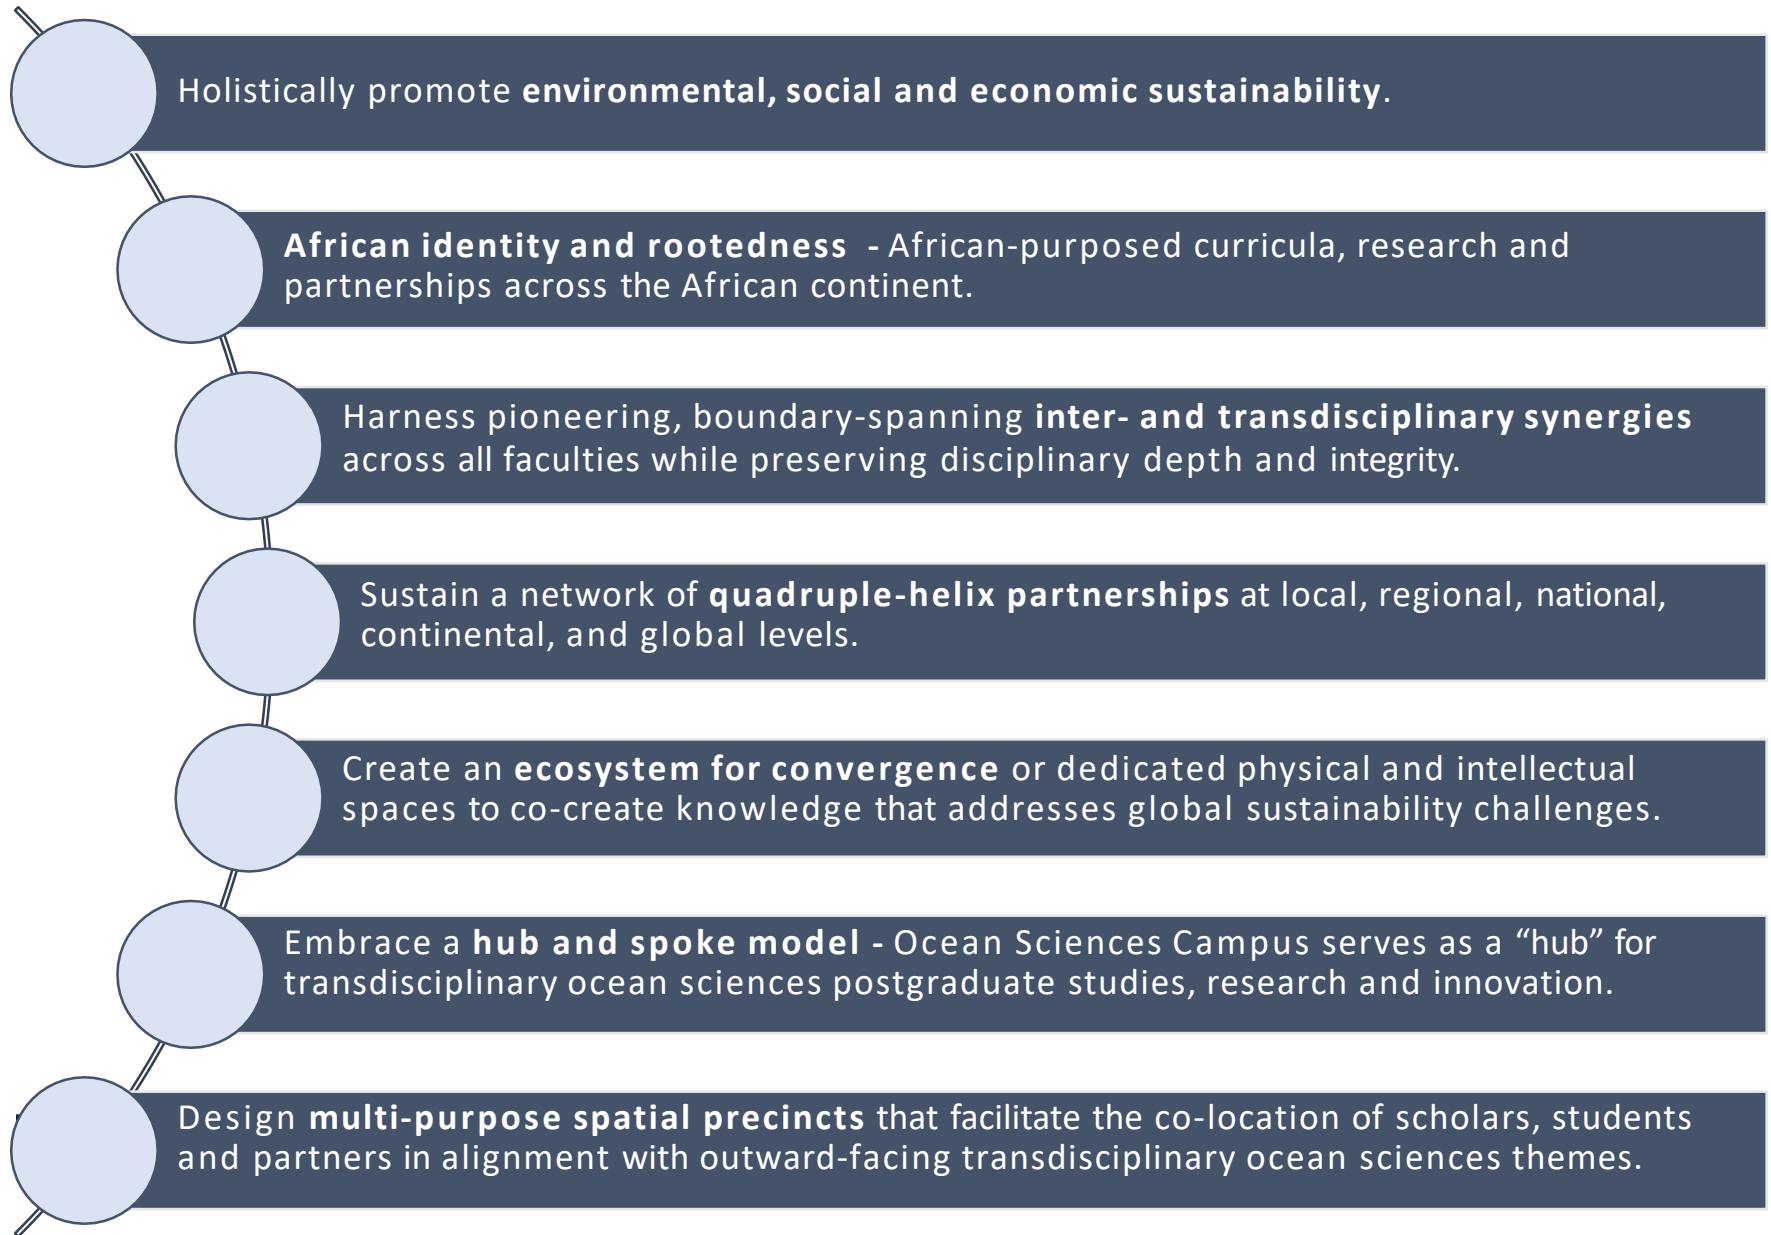 Holistically promote environmental, social and economic sustainability.
African identity and rootedness - African-purposed curricula, research and
partnerships across the African continent.
Harness pioneering, boundary-spanning inter- and transdisciplinary synergies
across all faculties while preserving disciplinary depth and integrity.
Sustain a network of quadruple-helix partnerships at local, regional, national,
continental, and global levels.
Create an ecosystem for convergence or dedicated physical and intellectual
spaces to co-create knowledge that addresses global sustainability challenges.
Embrace a hub and spoke model - Ocean Sciences Campus serves as a “hub” for
transdisciplinary ocean sciences postgraduate studies, research and innovation.
Design multi-purpose spatial precincts that facilitate the co-location of scholars, students
and partners in alignment with outward-facing transdisciplinary ocean sciences themes.